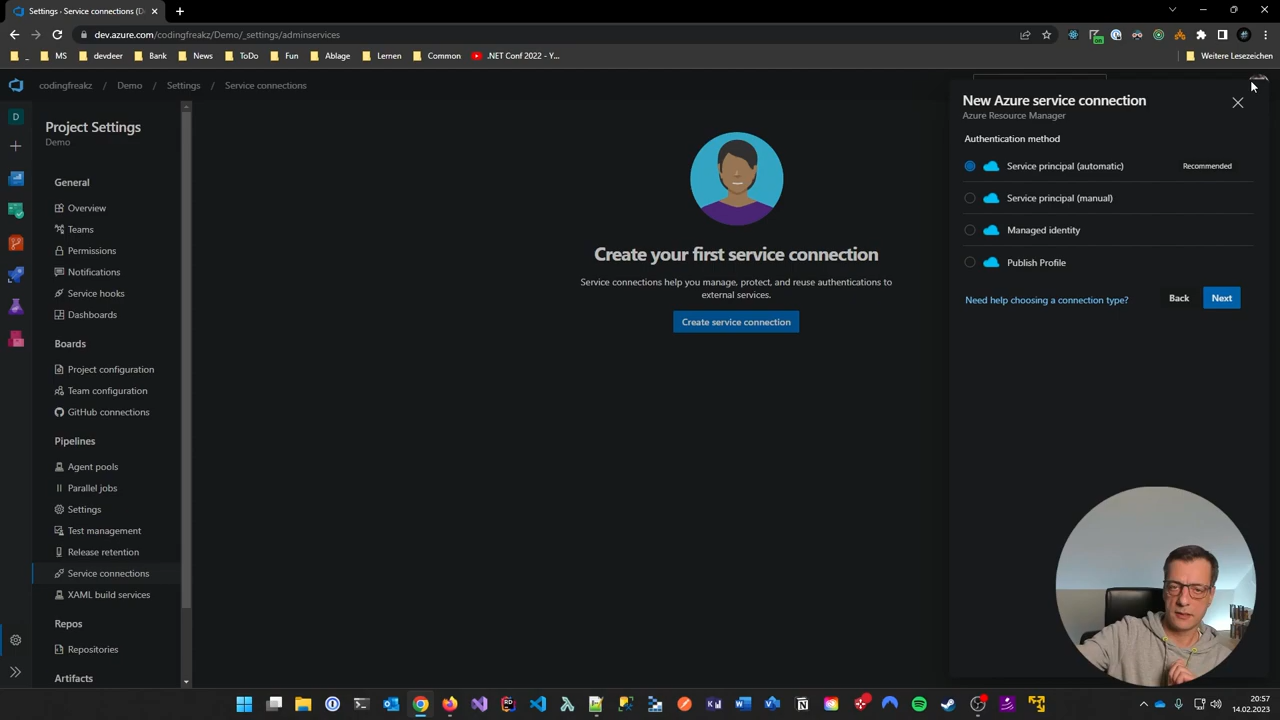 Settings - Service connections (D
dev.azure.com/codingfreakz/Demo/_settings/adminservices
_
MS
devdeer
Bank
News
ToDo
Fun
Ablage
Lernen
Common
.NET Conf 2022 - Y...
Weitere Lesezeichen
codingfreakz / Demo / Settings / Service connections
D
Project Settings
Demo
General
Overview
Teams
Permissions
Notifications
Service hooks
Dashboards
Boards
Project configuration
Team configuration
GitHub connections
Pipelines
Agent pools
Parallel jobs
Settings
Test management
Release retention
Service connections
XAML build services
Repos
Repositories
Artifacts
Create your first service connection
Service connections help you manage, protect, and reuse authentications to
external services.
Create service connection
New Azure service connection
Azure Resource Manager
Authentication method
Service principal (automatic)
Recommended
Service principal (manual)
Managed identity
Publish Profile
Need help choosing a connection type?
Back
Next
20:57
14.02.2023